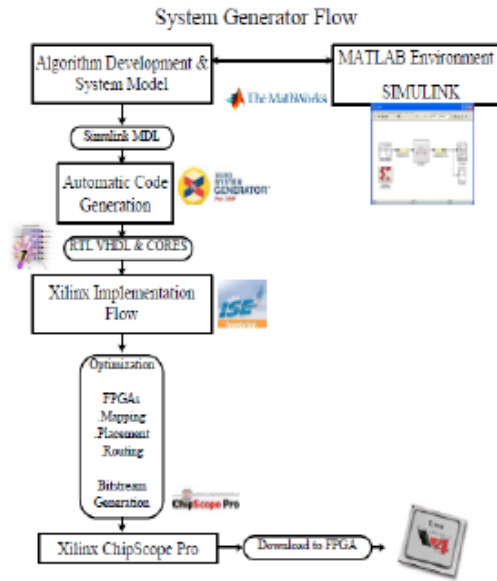 System Generator Flow
Algorithm Development &
System Model
MATLAB Environment
SIMULINK
The MathWorks
Simulink MDL
Automatic Code
Generation
SYSTEM
GENERATOR
RTL VHDL & CORES
Xilinx Implementation
Flow
ISE
Optimization
FPGAs
.Mapping
.Placement
.Routing
Bitstream
Generation
ChipScope Pro
Xilinx ChipScope Pro
Download to FPGA